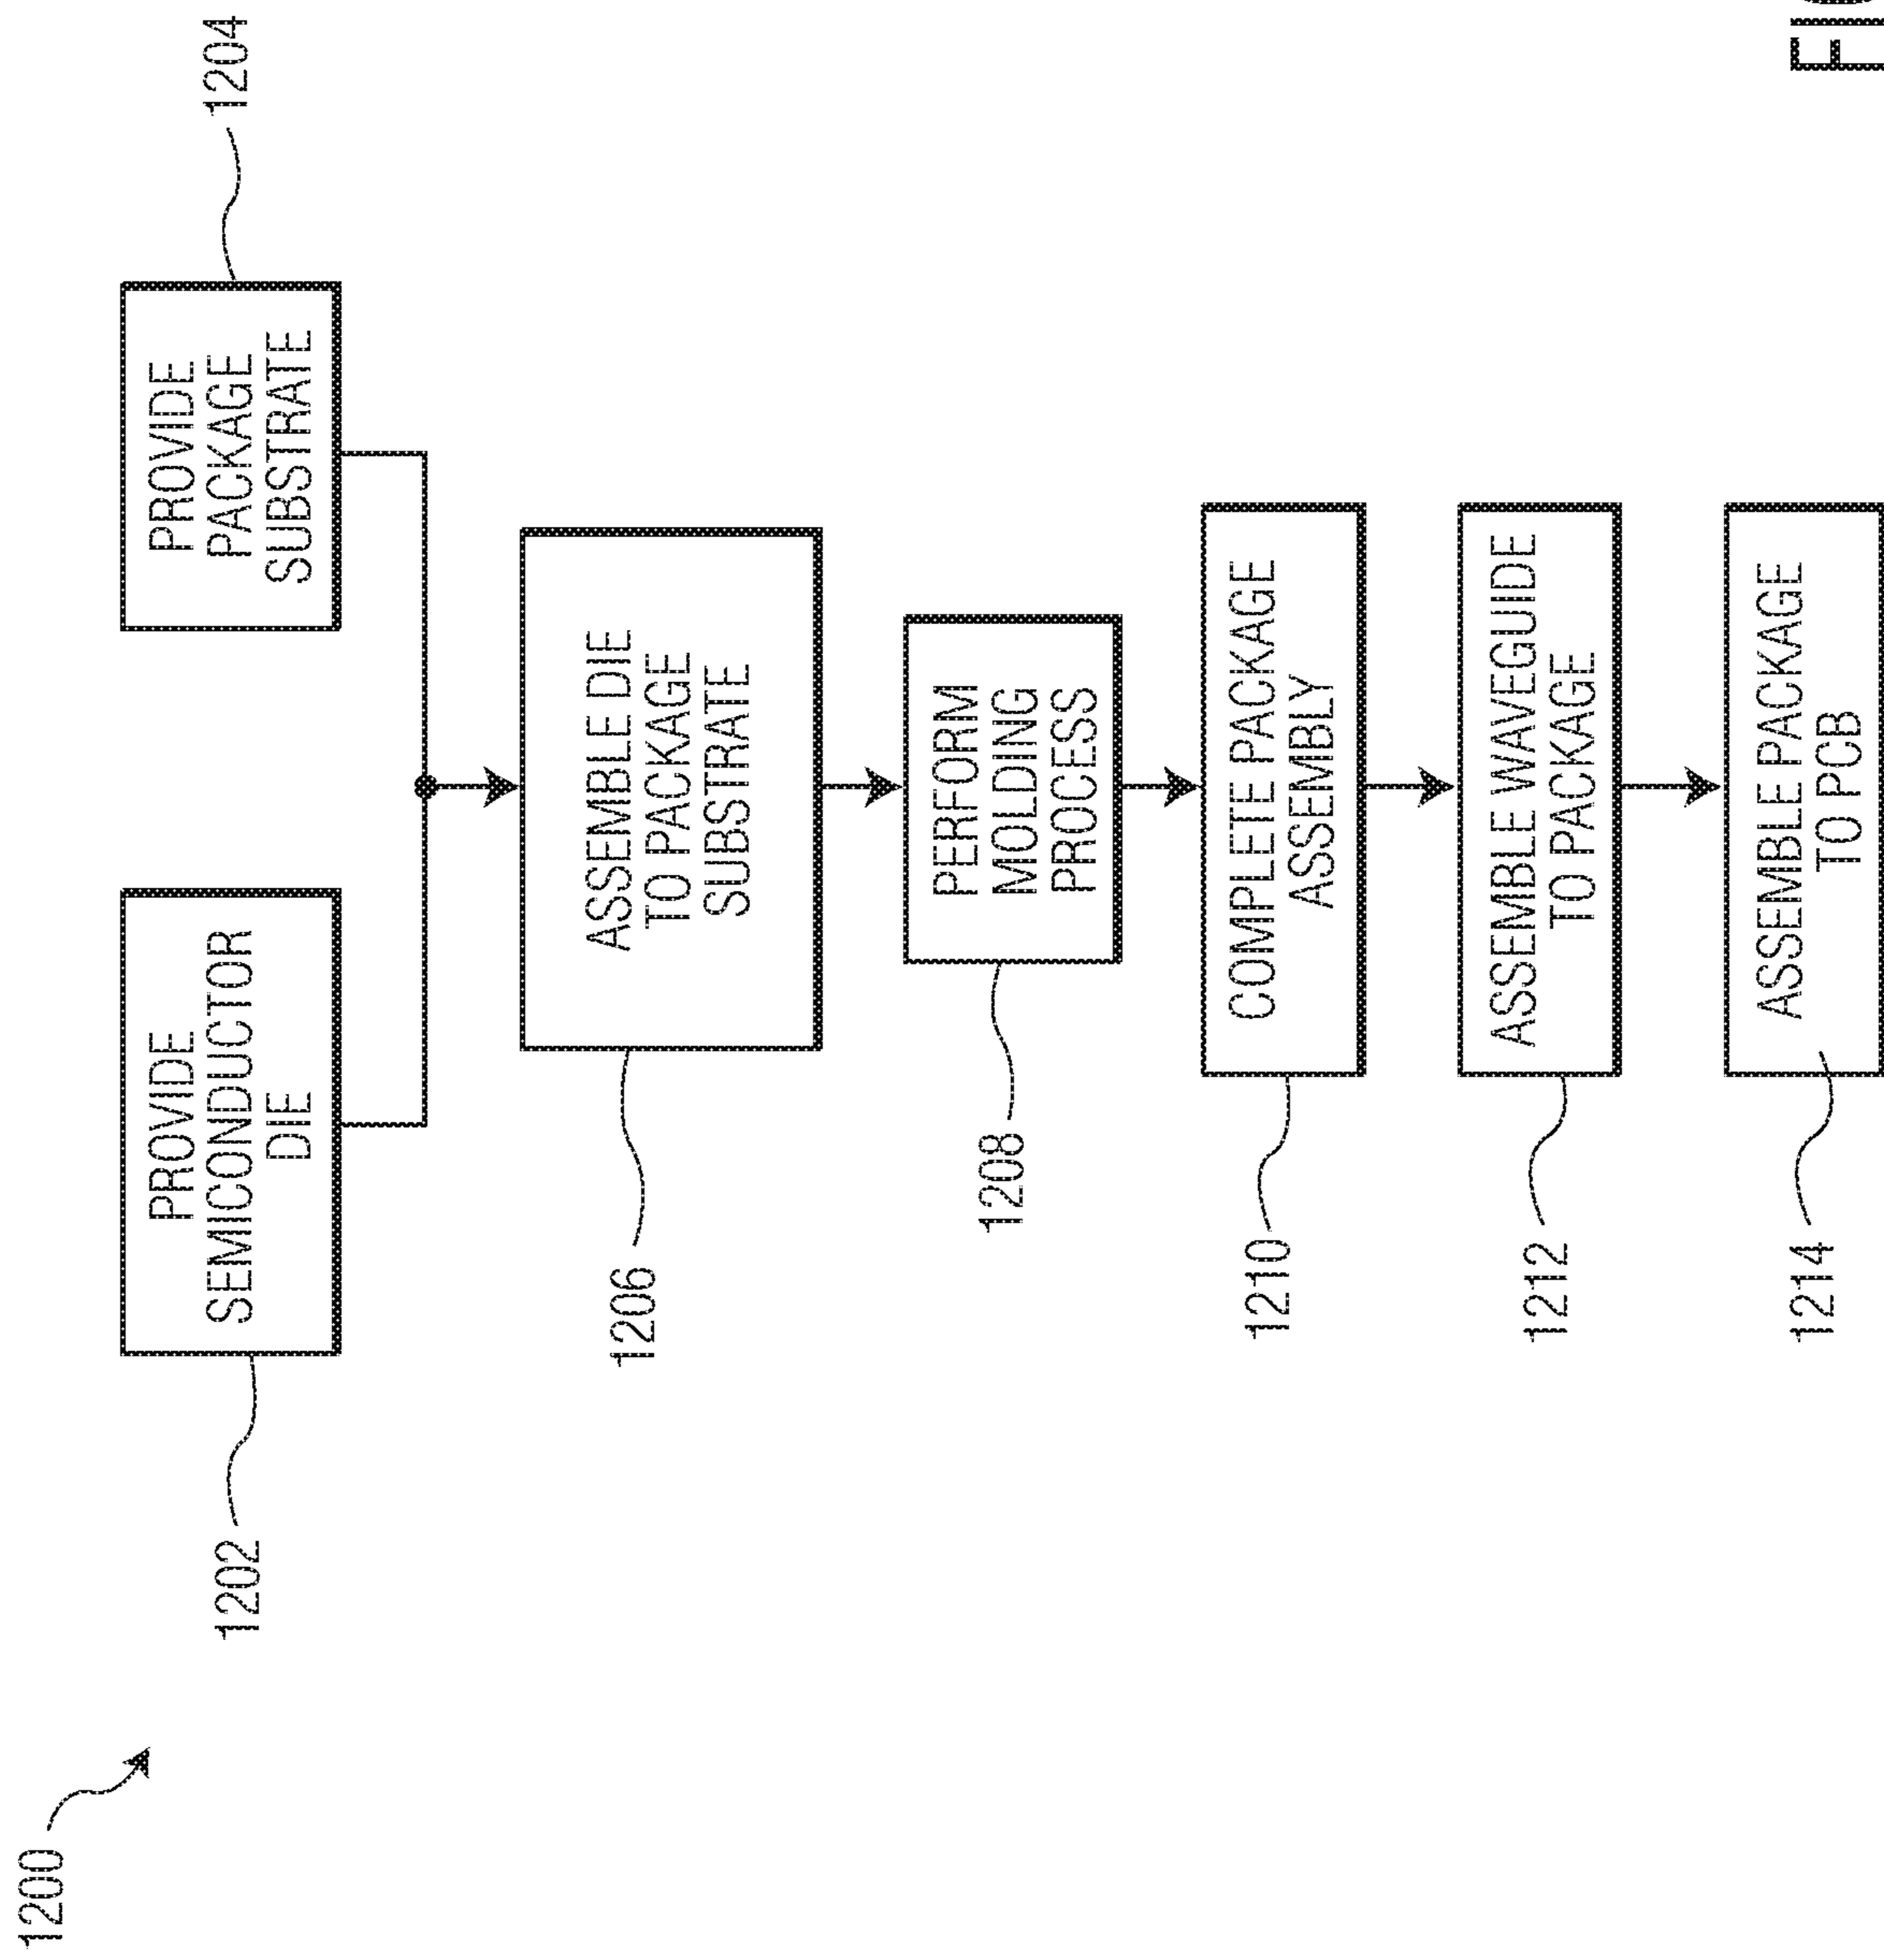 1200
1202
PROVIDE
SEMICONDUCTOR
DIE
PROVIDE
PACKAGE
SUBSTRATE
1204
1206
ASSEMBLE DIE
TO PACKAGE
SUBSTRATE
1208
PERFORM
MOLDING
PROCESS
1210
COMPLETE PACKAGE
ASSEMBLY
1212
ASSEMBLE WAVEGUIDE
TO PACKAGE
1214
ASSEMBLE PACKAGE
TO PCB